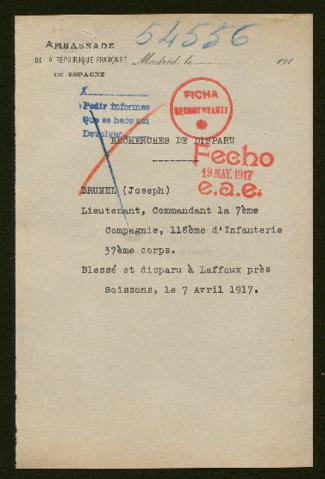 54556
AMBASSADE
DE LA RÉPUBLIQUE FRANÇAISE
EN ESPAGNE
Madrid, le 191
A
Pedir informes
Que se hace asi
Devolver
FICHA
RECOMENDANTE
RECHERCHES DE DISPARU
Fecho
19 MAY. 1917
e.a.e.
BRUNEL (Joseph)
Lieutenant, Commandant la 7ème
Compagnie, 118ème d'Infanterie
37ème corps.
Blessé et disparu à Laffaux près
Soissons, le 7 Avril 1917.